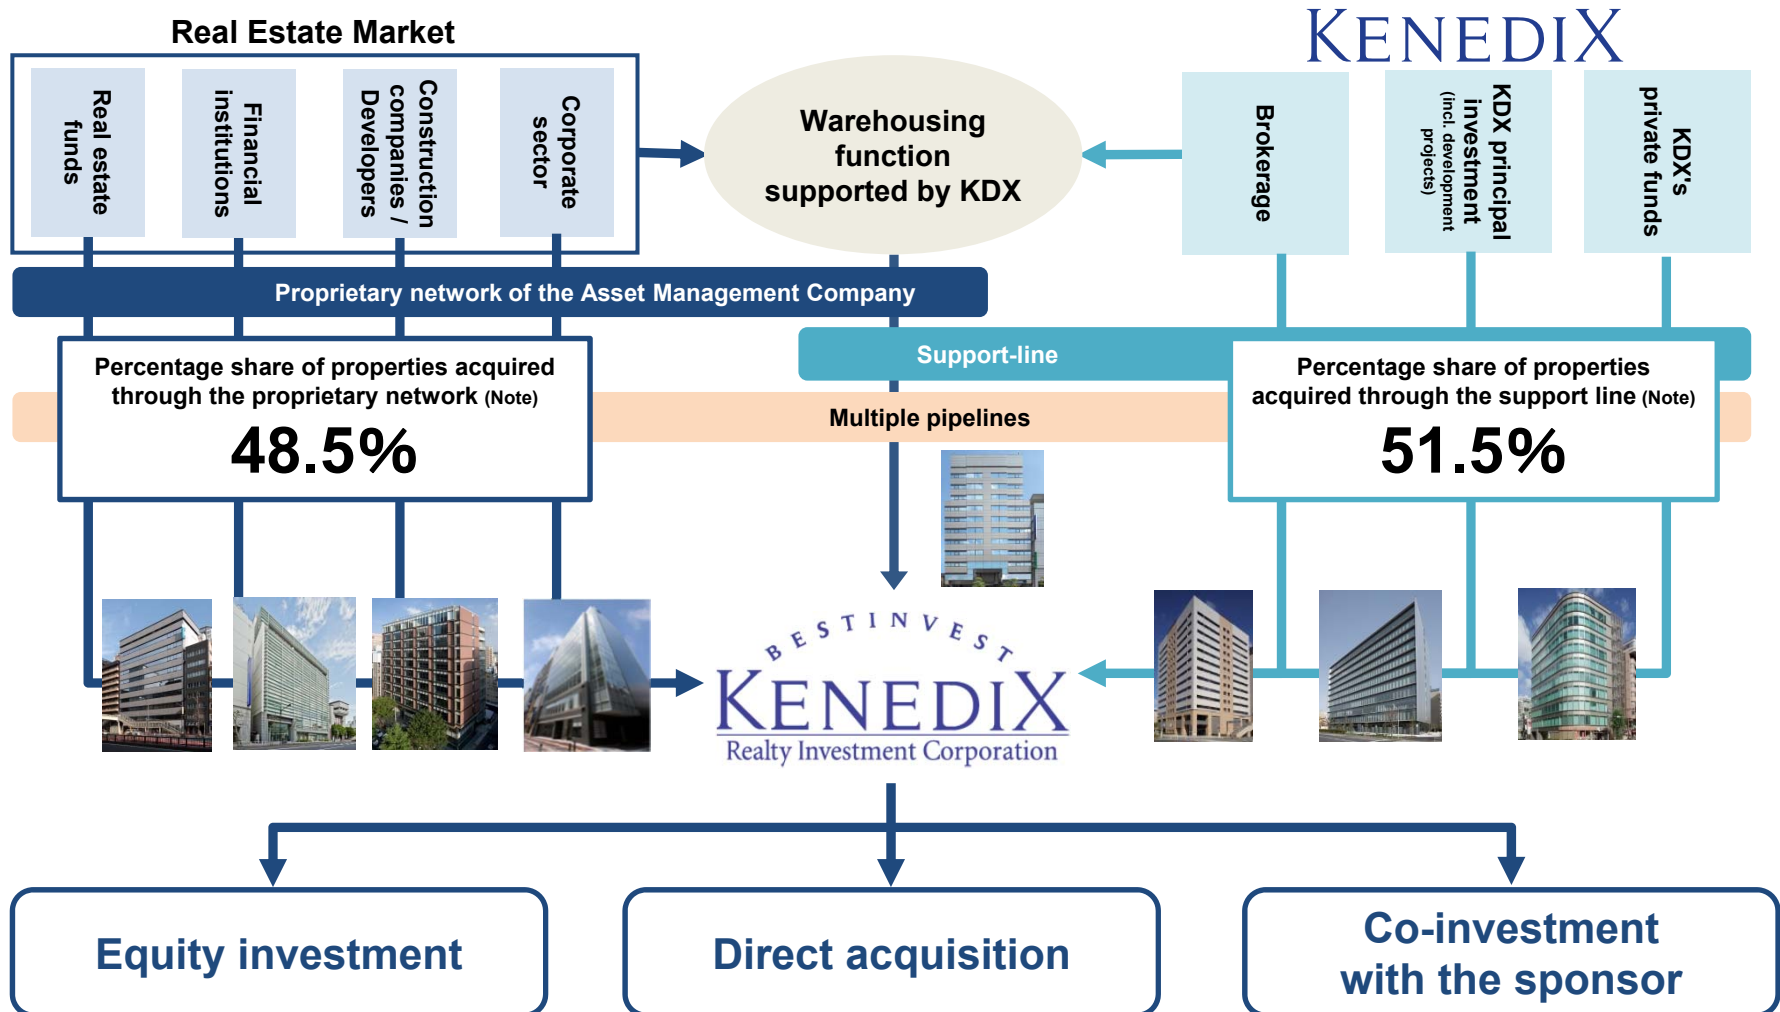 Real Estate Market
KENEDIX
Real estate
funds
Financial
institutions
Construction
companies /
Developers
Corporate
sector
Warehousing
function
supported by KDX
Brokerage
KDX principal
investment
(incl. development
projects)
KDX's
private funds
Proprietary network of the Asset Management Company
Support-line
Percentage share of properties acquired
through the proprietary network (Note)
48.5%
Multiple pipelines
Percentage share of properties
acquired through the support line (Note)
51.5%
BESTINVEST
KENEDIX
Realty Investment Corporation
Equity investment
Direct acquisition
Co-investment
with the sponsor